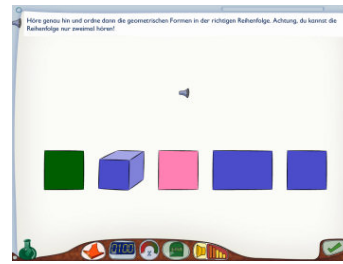 Höre genau hin und ordne dann die geometrischen Formen in der richtigen Reihenfolge. Achtung, du kannst die
Reihenfolge nur zweimal hören!